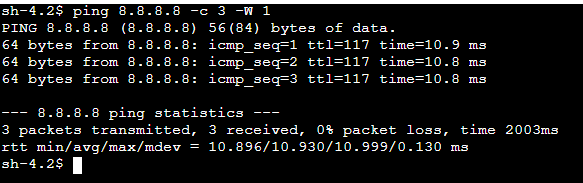 sh-4.2$ ping 8.8.8.8 -c 3 -W 1
PING 8.8.8.8 (8.8.8.8) 56(84) bytes of data.
64 bytes from 8.8.8.8: icmp_seq=1 ttl=117 time=10.9 ms
64 bytes from 8.8.8.8: icmp_seq=2 ttl=117 time=10.8 ms
64 bytes from 8.8.8.8: icmp_seq=3 ttl=117 time=10.8 ms

--- 8.8.8.8 ping statistics ---
3 packets transmitted, 3 received, 0% packet loss, time 2003ms
rtt min/avg/max/mdev = 10.896/10.930/10.999/0.130 ms
sh-4.2$